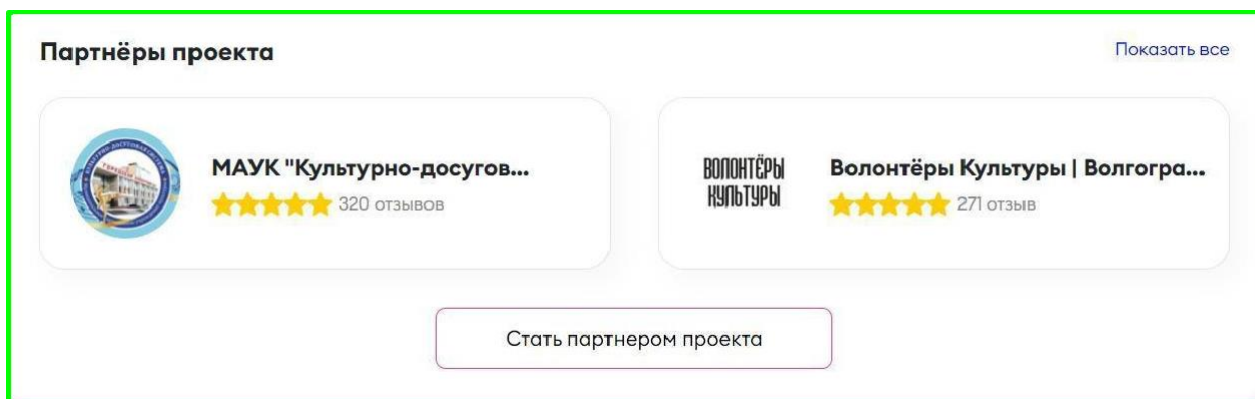 Партнёры проекта
Показать все
МАУК "Культурно-досугов...
320 отзывов
ВОЛОНТЁРЫ
КУЛЬТУРЫ
Волонтёры Культуры | Волгогра...
271 отзыв
Стать партнером проекта